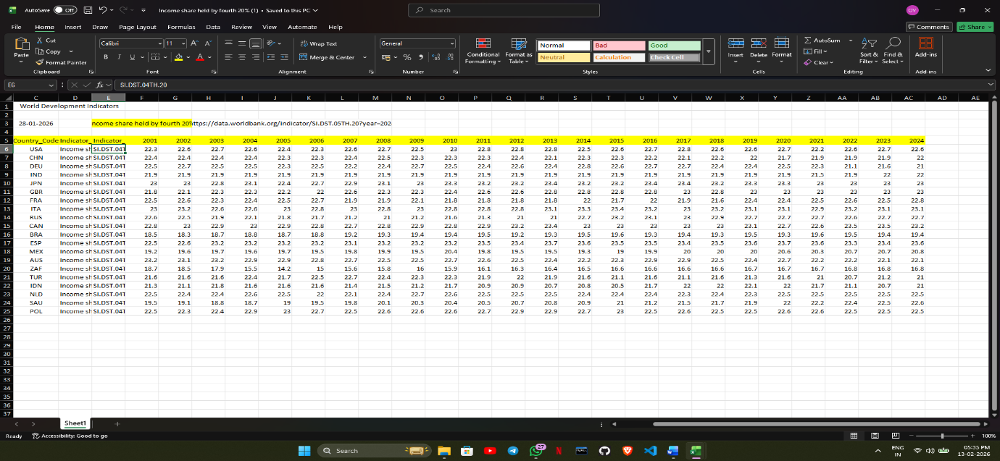 AutoSave Off Income share held by fourth 20% (1) • Saved to this PC Search OV
File Home Insert Draw Page Layout Formulas Data Review View Automate Help Comments Share
Paste Cut Copy Format Painter Clipboard
Calibri 11 A A B I U A Font
Wrap Text Merge & Center Alignment
General % Number
Conditional Formatting Format as Table Normal Bad Good Neutral Calculation Check Cell Styles
Insert Delete Format Cells
AutoSum Fill Clear Sort & Filter Find & Select Editing
Add-ins Add-ins
E6 fx SI.DST.04TH.20
C D E F G H I J K L M N O P Q R S T U V W X Y Z AA AB AC AD AE
1 World Development Indicators
2
3 28-01-2026 ncome share held by fourth 20% ttps://data.worldbank.org/indicator/SI.DST.05TH.20?year=202
4
5 Country_Code Indicator_ Indicator_ 2001 2002 2003 2004 2005 2006 2007 2008 2009 2010 2011 2012 2013 2014 2015 2016 2017 2018 2019 2020 2021 2022 2023 2024
6 USA Income sh SI.DST.04T 22.3 22.6 22.7 22.6 22.4 22.3 22.6 22.7 22.5 23 22.8 22.8 22.8 22.5 22.6 22.7 22.8 22.6 22.6 22.7 22.2 22.6 22.7 22.6
7 CHN Income sh SI.DST.04T 22.4 22.4 22.4 22.4 22.3 22.3 22.4 22.5 22.3 22.3 22.3 22.4 22.1 22.3 22.3 22.2 22.1 22.2 22 21.7 21.9 21.9 21.9 22
8 DEU Income sh SI.DST.04T 22.5 22.7 22.5 22.5 22.3 22.5 22.2 22.4 22.7 22.5 22.4 22.6 22.4 22.8 22.6 22.7 22.7 22.4 22.4 22.5 22.3 21.1 21.6 21
9 IND Income sh SI.DST.04T 21.9 21.9 21.9 21.9 21.9 21.9 21.9 21.9 21.9 21.9 21.9 21.9 21.9 21.9 21.9 21.9 21.9 21.9 21.9 21.9 21.5 21.9 22 22
10 JPN Income sh SI.DST.04T 23 23 22.8 23.1 22.4 22.7 22.9 23.1 23 23.3 23.2 23.2 23.4 23.2 23.2 23.4 23.4 23.2 23.3 23.3 23 23 23 23
11 GBR Income sh SI.DST.04T 21.8 22.1 22.3 22.3 22.2 22 22.6 22.3 22.3 22.4 22.6 22.6 22.8 22.8 22.8 22.8 23 22.8 23 23 23 23 23 23
12 FRA Income sh SI.DST.04T 22.5 22.6 22.3 22.4 22.5 22.7 21.9 21.9 22.1 21.8 21.8 21.8 21.8 22 21.7 22 21.9 21.6 22.4 22.4 22.5 22.6 22.5 22.8
13 ITA Income sh SI.DST.04T 23 23.2 22.6 22.6 23 22.8 23 22.8 23 22.8 22.8 22.8 23.1 23.3 23.4 23.2 23 23.2 23.1 23.1 22.9 23.2 23.1 23.1
14 RUS Income sh SI.DST.04T 22.6 22.5 21.9 22.1 21.8 21.7 21.2 21 21.2 21.6 21.3 21 21 22.7 23.2 23.1 23 22.9 22.7 22.7 22.7 22.6 22.7 22.7
15 CAN Income sh SI.DST.04T 22.8 23 22.9 23 22.9 22.8 22.7 22.8 22.9 22.8 22.9 23.2 23.4 23 23 23 23 23 23.1 22.7 22.6 23.5 23.5 23.2
16 BRA Income sh SI.DST.04T 18.5 18.3 18.7 18.8 18.7 18.8 19.2 19.3 19.4 19.4 19.5 19.2 19.3 19.5 19.6 19.3 19.4 19.3 19.5 19.3 19.6 19.5 19.4 19.4
17 ESP Income sh SI.DST.04T 22.5 22.6 23.2 23.2 23.2 23.2 23.1 23.2 23.2 23.2 23.5 23.4 23.7 23.6 23.5 23.5 23.4 23.5 23.6 23.7 23.6 23.3 23.4 23.6
18 MEX Income sh SI.DST.04T 19.2 19.6 19.7 19.6 19.7 19.5 19.8 19.9 19.5 20.4 19.8 19.5 19.5 19.3 19 19.9 20 20 20 20.6 20.3 20.7 20.7 20.8
19 AUS Income sh SI.DST.04T 23.2 23.1 23.2 22.9 22.9 22.8 22.7 22.5 22.5 22.7 22.6 22.5 22.4 22.2 22.3 22.9 22.9 22.5 22.4 22.7 22.2 22.2 22.1 22.1
20 ZAF Income sh SI.DST.04T 18.7 18.5 17.9 15.5 14.2 15 15.6 15.8 16 15.9 16.1 16.3 16.4 16.5 16.6 16.6 16.6 16.6 16.7 16.7 16.7 16.8 16.8 16.8
21 TUR Income sh SI.DST.04T 21.6 21.6 21.6 22.4 21.7 22.5 22.7 22.4 22.3 22.3 21.9 22 21.9 21.6 21.1 21.6 21.1 21.6 21.3 21.6 21 20.7 21.2 21
22 IDN Income sh SI.DST.04T 21.3 21.1 21.8 21.6 21.6 21.6 21.4 21.5 21.2 21.7 20.9 20.9 20.7 20.8 20.5 21.7 22 22 22.1 22 21.7 21.1 20.7 21
23 NLD Income sh SI.DST.04T 22.5 22.4 22.4 22.6 22.5 22 22.1 22.4 22.7 22.6 22.5 22.5 22.5 22.4 22.4 22.4 22.3 22.4 22.3 22.5 22.5 22.5 22.5 22.5
24 SAU Income sh SI.DST.04T 19.5 19.1 18.8 18.7 19 19.5 19.8 20.1 20.3 20.4 20.5 20.7 20.8 20.9 21 21.2 21.5 21.7 21.9 22 22.2 22.4 22.5 22.6
25 POL Income sh SI.DST.04T 22.5 22.3 22.4 22.9 23 22.7 22.5 22.6 22.6 22.6 22.7 22.9 22.9 22.7 23 22.5 22.6 22.5 22.5 22.6 22.6 22.5 22.5 22.5
26
27
28
29
30
31
32
33
34
35
36
37
Sheet1
Ready Accessibility: Good to go 100%
Search 27 ENG IN 05:35 PM 13-02-2026